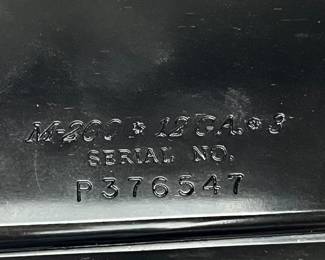 M-200 * 12 GA. * 3
SERIAL NO.
P376547